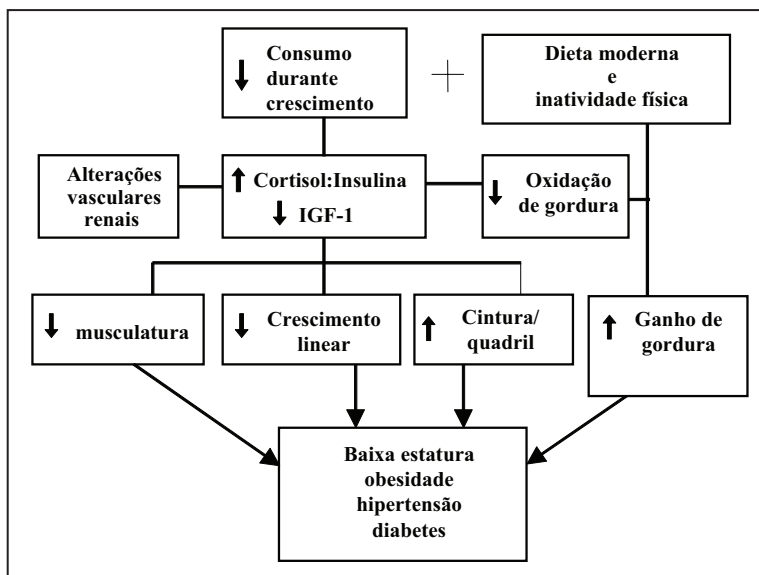 ↓ Consumo
durante
crescimento
+
Dieta moderna
e
inatividade física
Alterações
vasculares
renais
↑ Cortisol:Insulina
↓ IGF-1
↓ Oxidação
de gordura
↓ musculatura
↓ Crescimento
linear
↑ Cintura/
quadril
↑ Ganho de
gordura
Baixa estatura
obesidade
hipertensão
diabetes